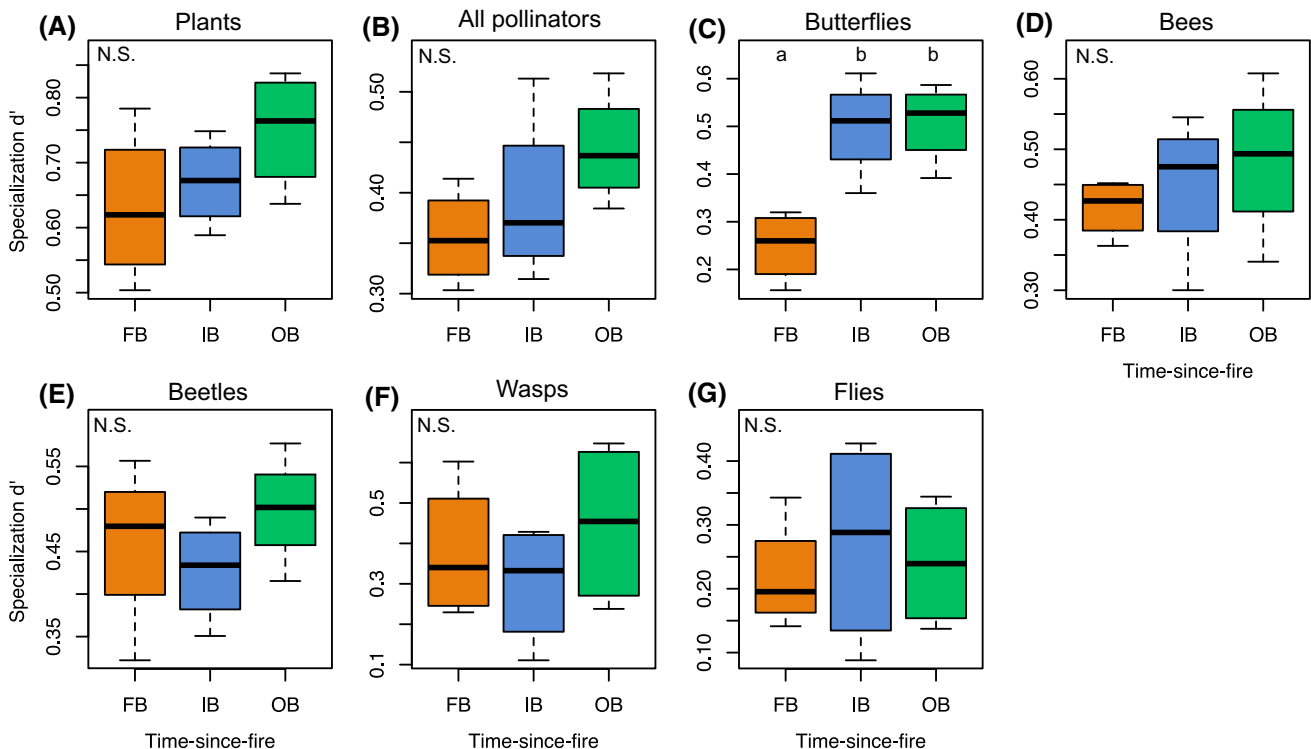 (A) Plants
N.S.
Specialization d'
0.80
0.70
0.60
0.50
FB IB OB
(B) All pollinators
N.S.
0.50
0.40
0.30
FB IB OB
(C) Butterflies
a b b
0.6
0.5
0.4
0.3
0.2
FB IB OB
(D) Bees
N.S.
0.60
0.50
0.40
0.30
FB IB OB
Time-since-fire
(E) Beetles
N.S.
Specialization d'
0.55
0.45
0.35
FB IB OB
Time-since-fire
(F) Wasps
N.S.
0.5
0.3
0.1
FB IB OB
Time-since-fire
(G) Flies
N.S.
0.40
0.30
0.20
0.10
FB IB OB
Time-since-fire